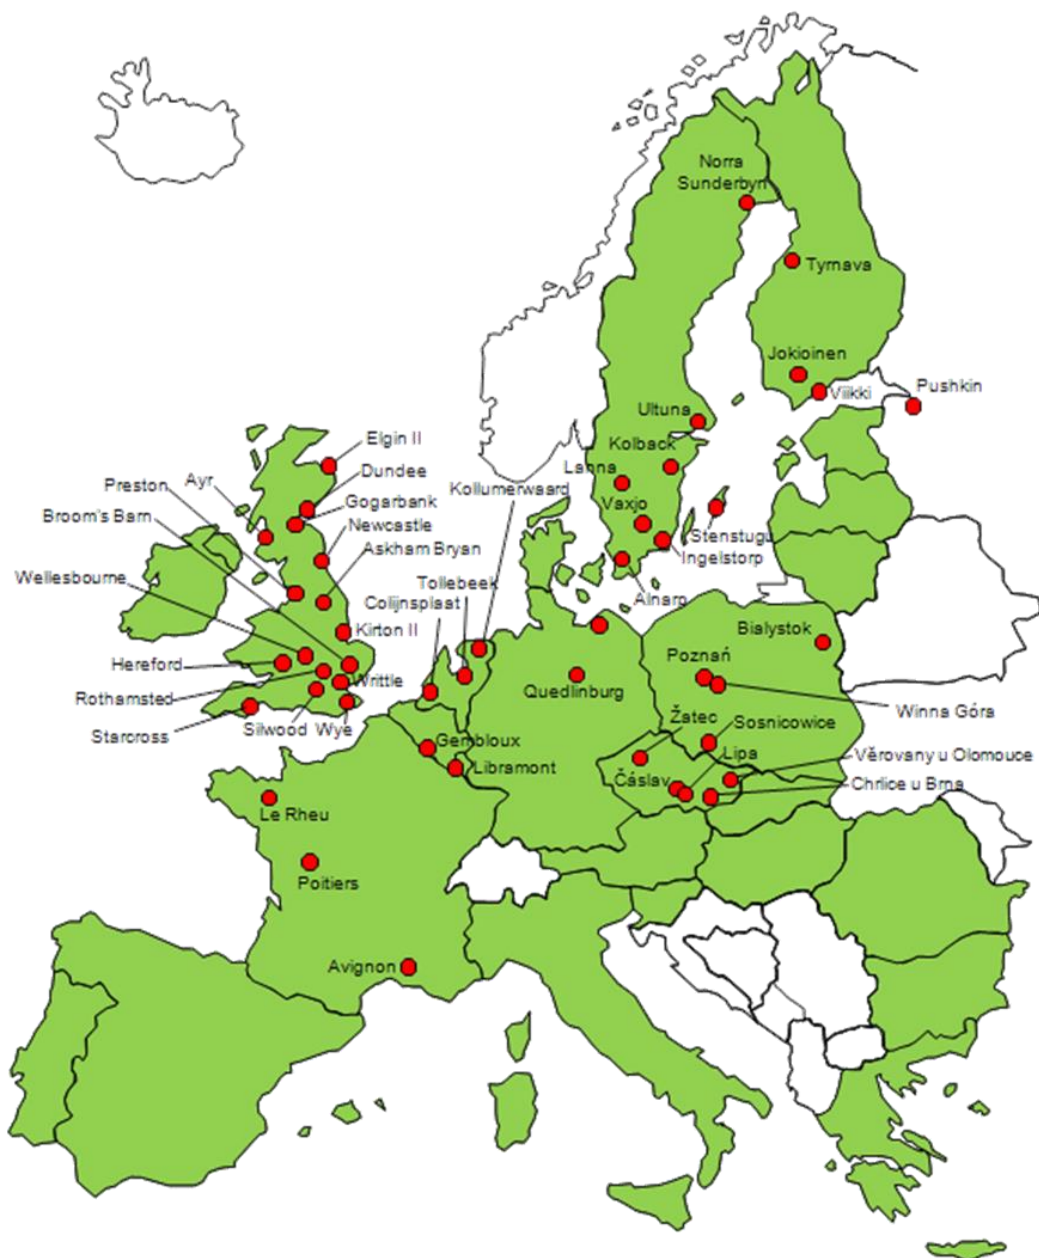 Norra
Sunderbyn
Tyrnava
Jokioinen
Viikki
Pushkin
Ultuna
Kolback
Lanna
Vaxjo
Stenstugu
Ingelstorp
Alnarp
Elgin II
Dundee
Gogarbank
Newcastle
Askham Bryan
Ayr
Preston
Broom's Barn
Wellesbourne
Kirton II
Hereford
Rothamsted
Starcross
Silwood
Wye
Writtle
Kollumerwaard
Tollebeek
Colijnsplaat
Gembloux
Libramont
Quedlinburg
Bialystok
Poznań
Winna Góra
Žatec
Sosnicowice
Lipa
Čáslav
Věrovany u Olomouce
Chrlice u Brna
Le Rheu
Poitiers
Avignon